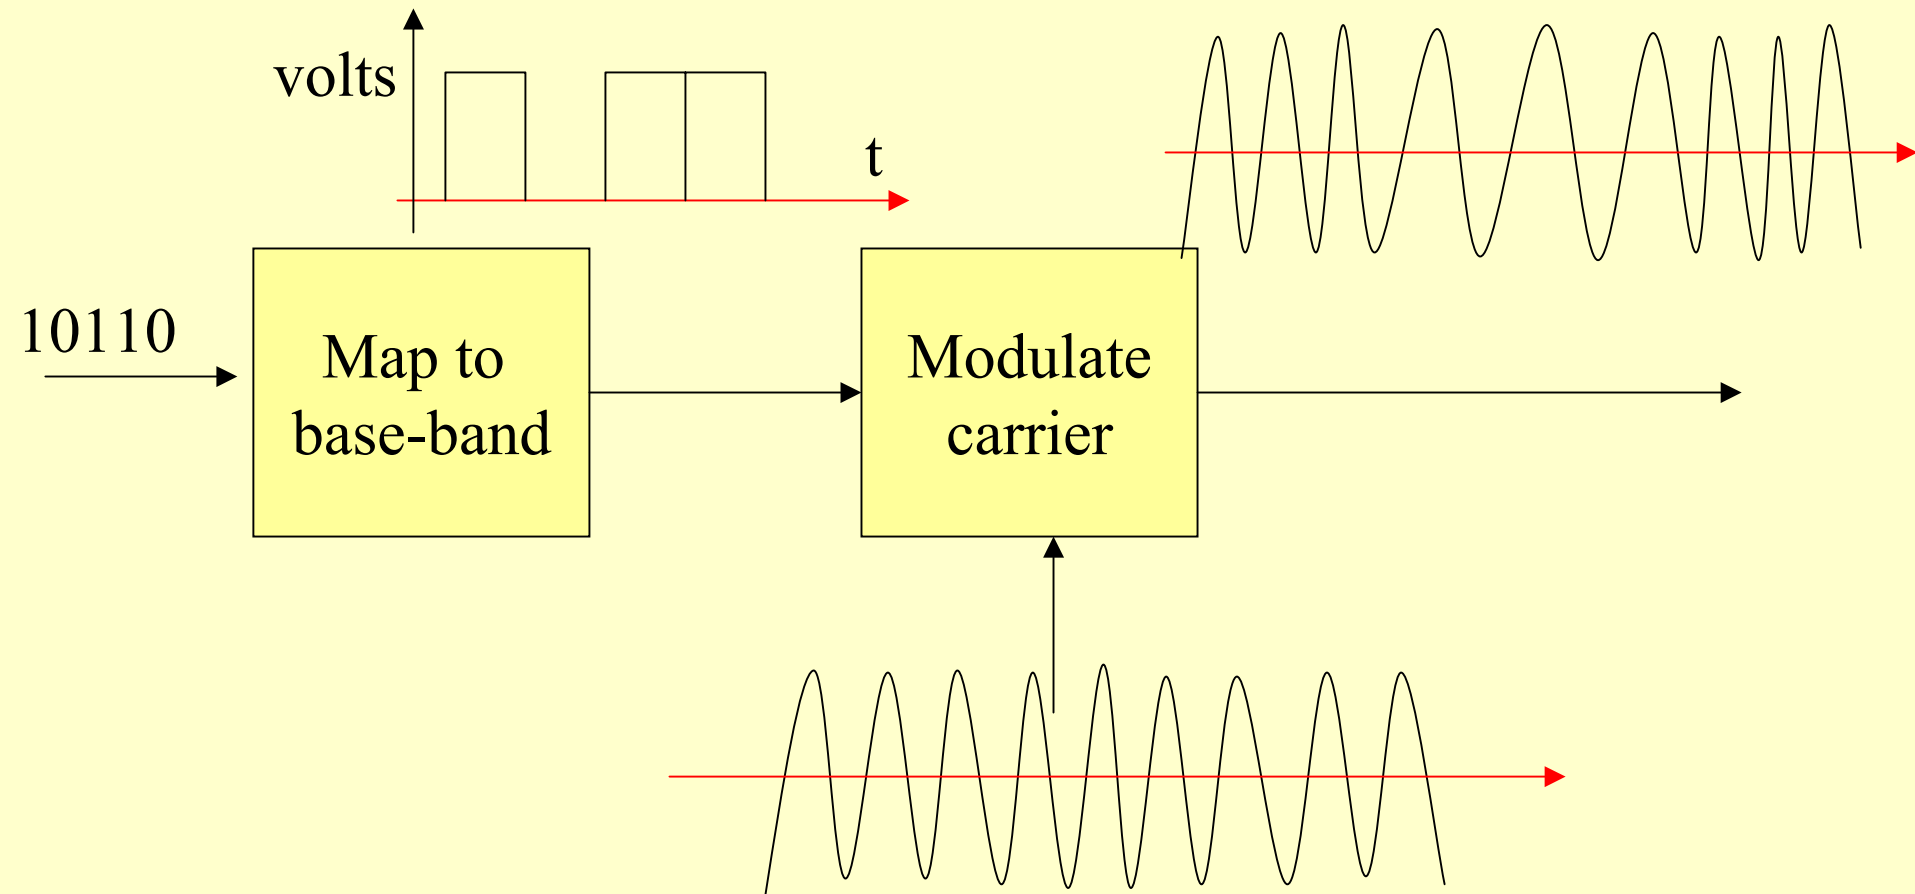 volts
t
10110
Map to
base-band
Modulate
carrier